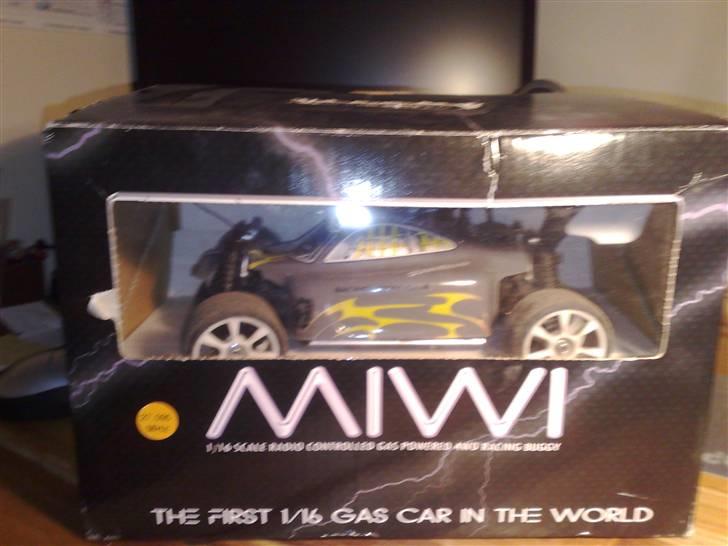 MIWI
1/16 SCALE RADIO CONTROLLED GAS POWERED 4WD RACING BUGGY
THE FIRST 1/16 GAS CAR IN THE WORLD